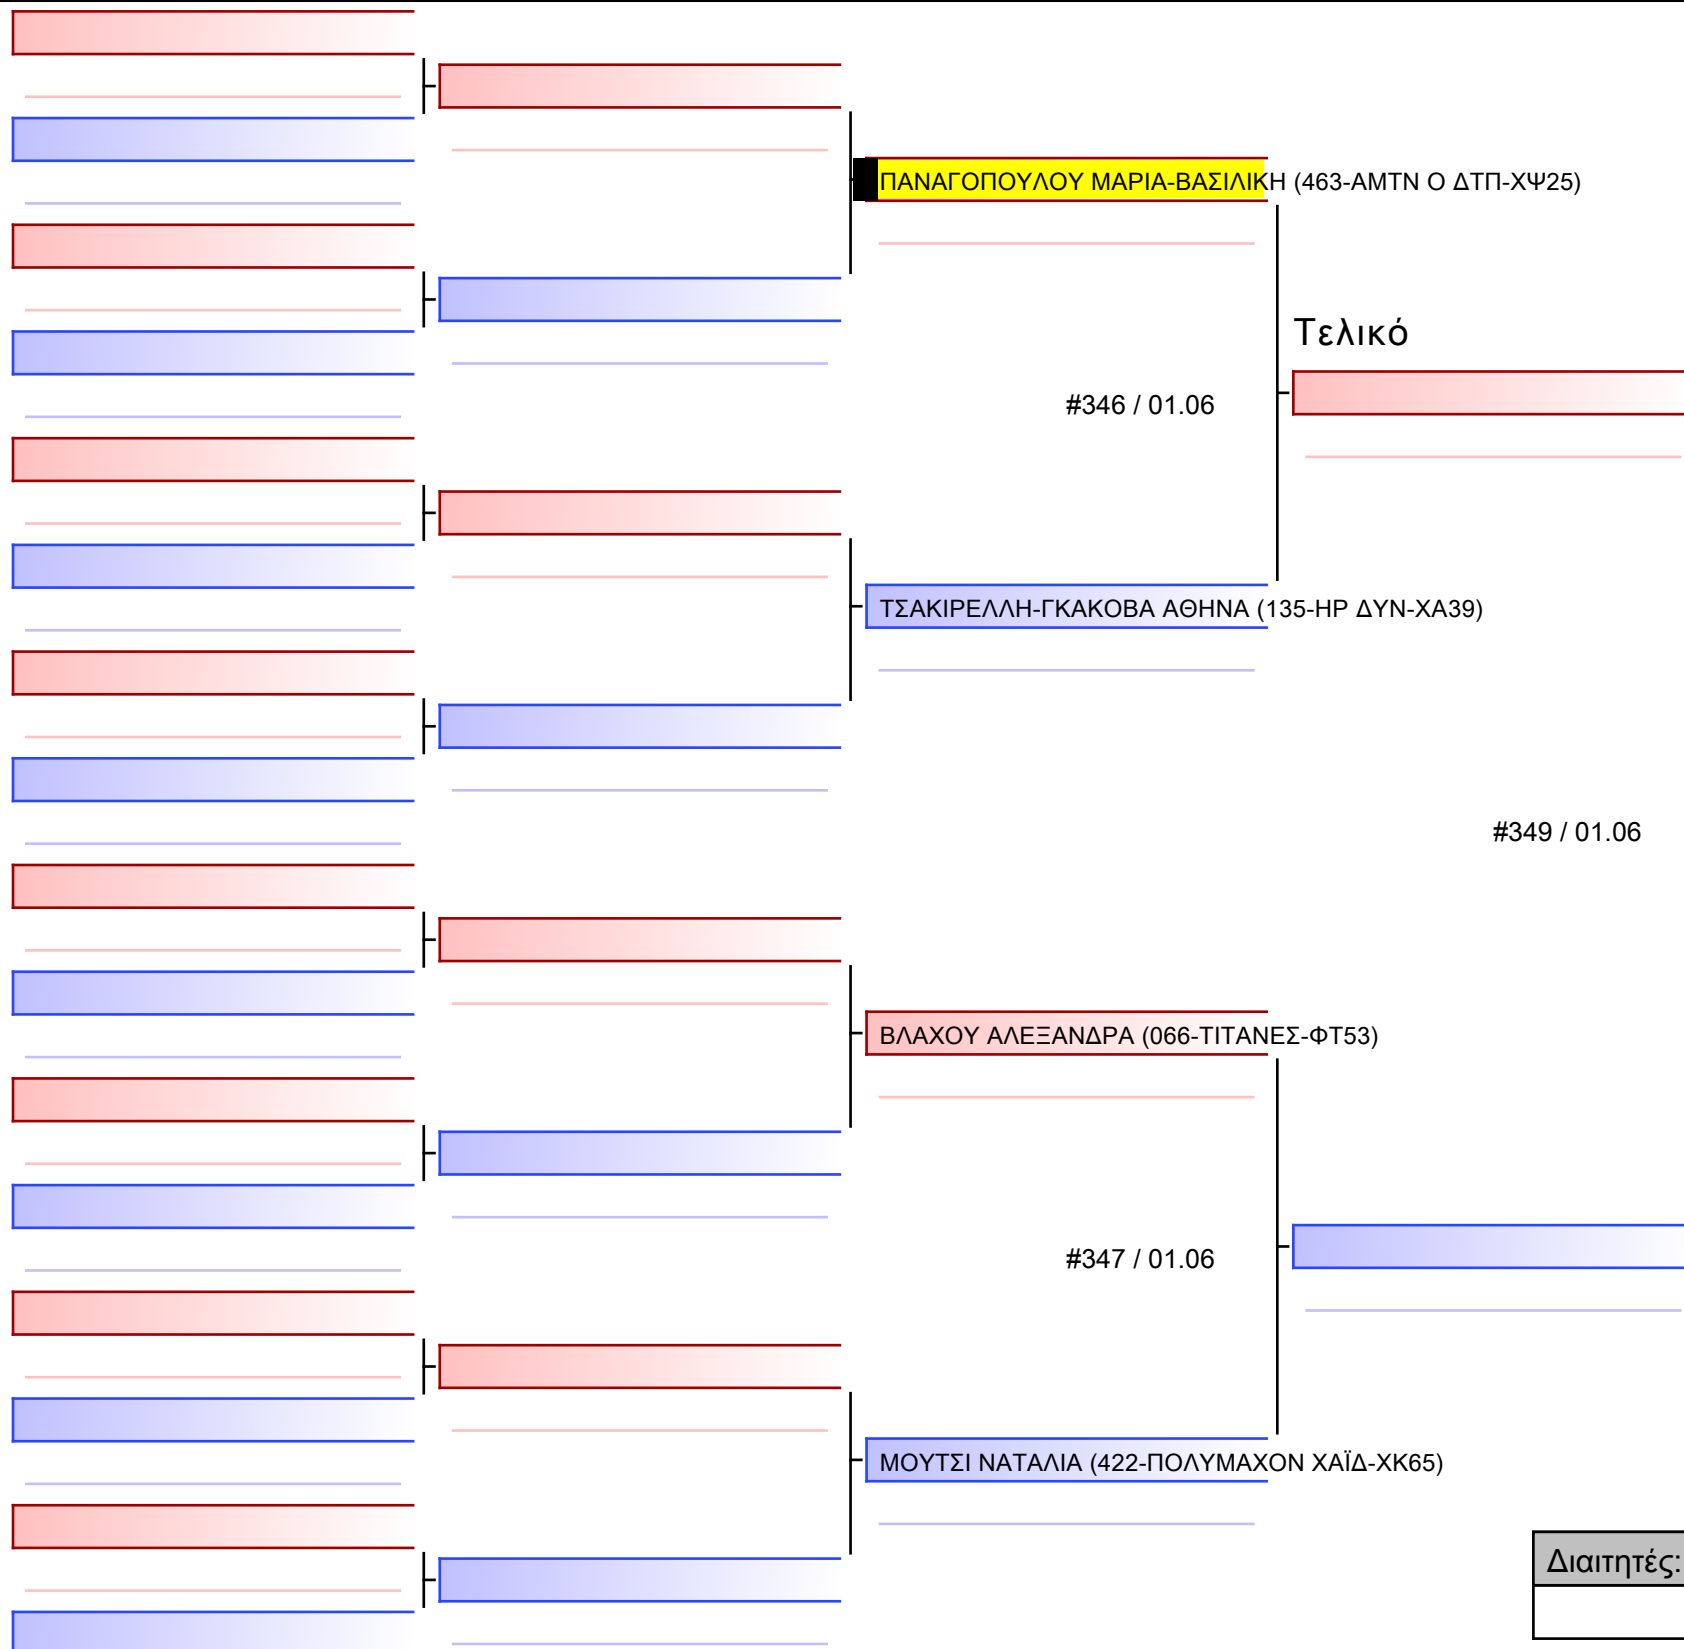 ΠΑΝΑΓΟΠΟΥΛΟΥ ΜΑΡΙΑ-ΒΑΣΙΛΙΚΗ (463-ΑΜΤΝ Ο ΔΤΠ-ΧΨ25)
Τελικό
#346 / 01.06
ΤΣΑΚΙΡΕΛΛΗ-ΓΚΑΚΟΒΑ ΑΘΗΝΑ (135-ΗΡ ΔΥΝ-ΧΑ39)
#349 / 01.06
ΒΛΑΧΟΥ ΑΛΕΞΑΝΔΡΑ (066-ΤΙΤΑΝΕΣ-ΦΤ53)
#347 / 01.06
ΜΟΥΤΣΙ ΝΑΤΑΛΙΑ (422-ΠΟΛΥΜΑΧΟΝ ΧΑΪΔ-ΧΚ65)
Διαιτητές: